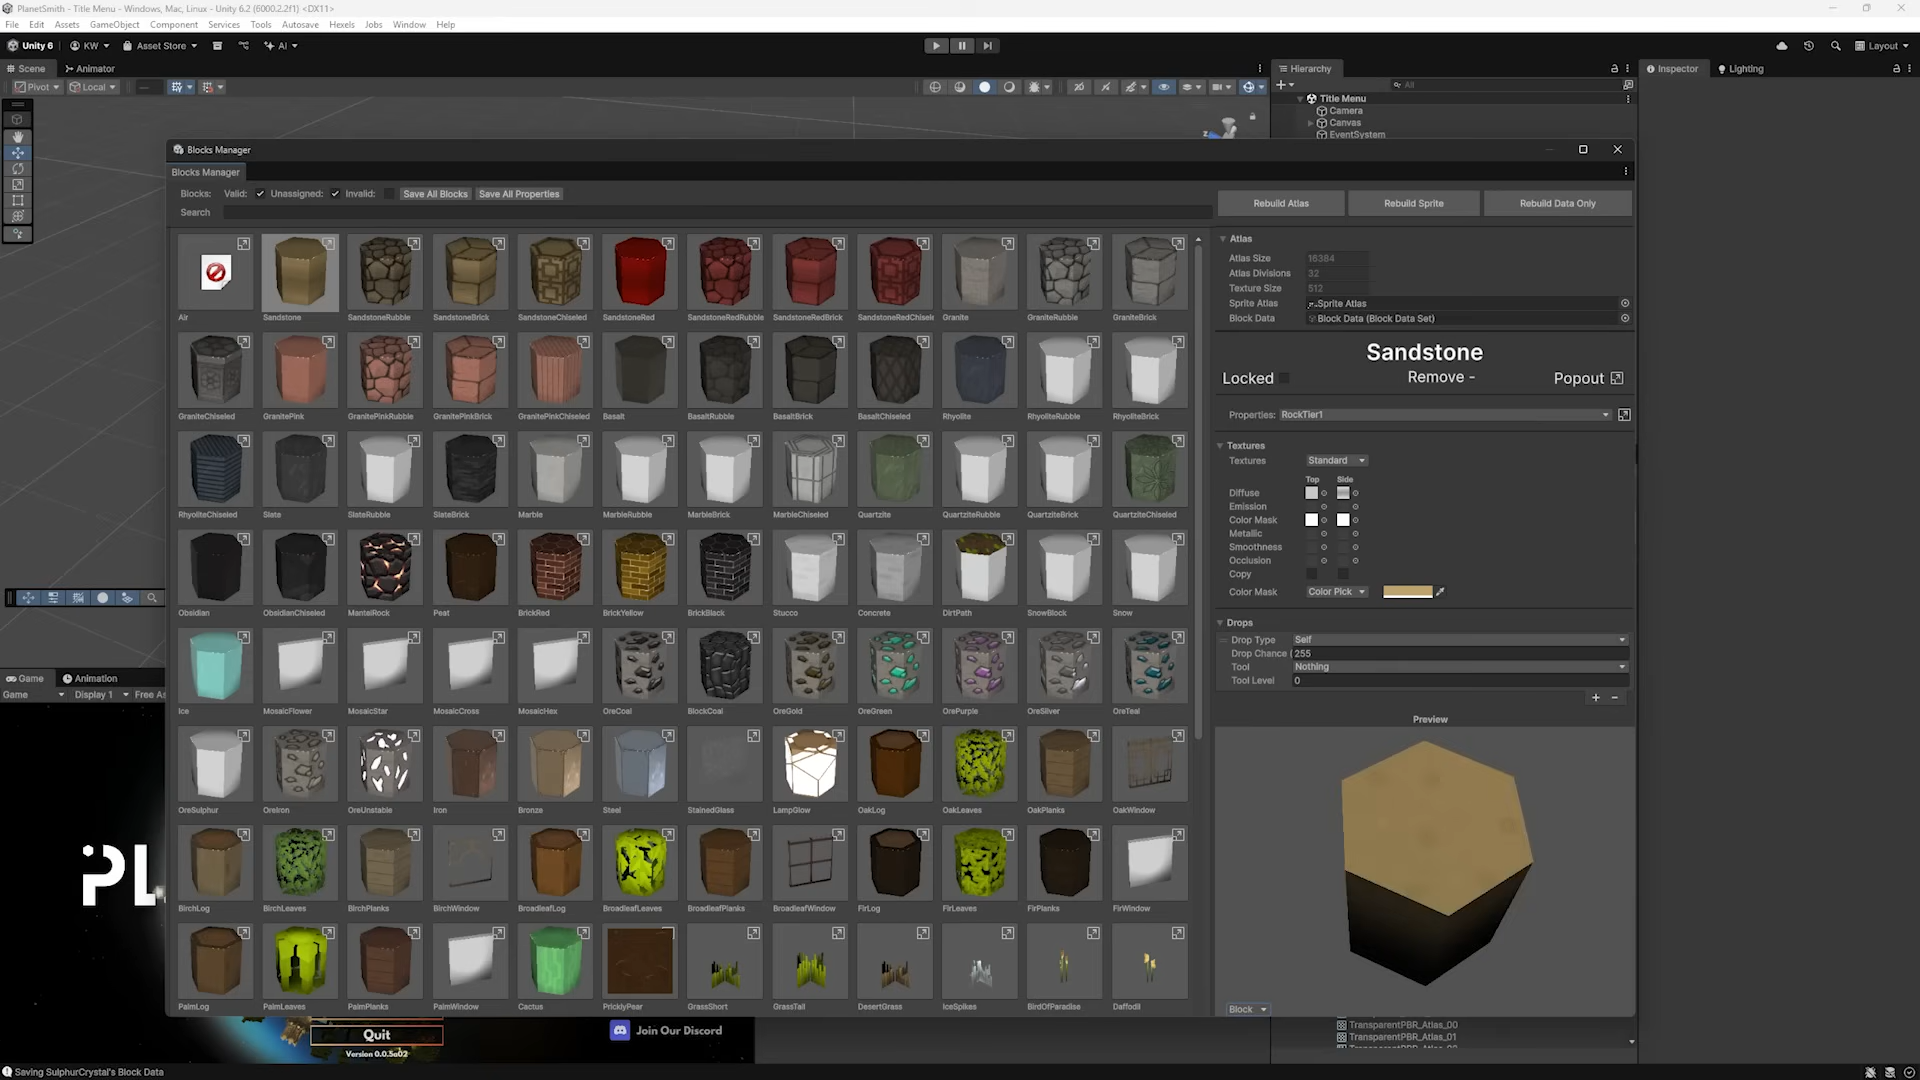 PlanetSmith - Title Menu - Windows, Mac, Linux - Unity 6.2 (6000.2.2f1) <DX11>
File Edit Assets GameObject Component Services Tools Autosave Hexels Jobs Window Help
Unity 6 KW Asset Store AI Layout
Scene Animator Hierarchy Inspector Lighting
Pivot Local All
Title Menu
Camera
Canvas
EventSystem
Blocks Manager
Blocks Manager
Blocks: Valid: Unassigned: Invalid: Save All Blocks Save All Properties
Search
Rebuild Atlas Rebuild Sprite Rebuild Data Only
Air Sandstone SandstoneRubble SandstoneBrick SandstoneChiseled SandstoneRed SandstoneRedRubble SandstoneRedBrick SandstoneRedChisele Granite GraniteRubble GraniteBrick
GraniteChiseled GranitePink GranitePinkRubble GranitePinkBrick GranitePinkChiseled Basalt BasaltRubble BasaltBrick BasaltChiseled Rhyolite RhyoliteRubble RhyoliteBrick
RhyoliteChiseled Slate SlateRubble SlateBrick Marble MarbleRubble MarbleBrick MarbleChiseled Quartzite QuartziteRubble QuartziteBrick QuartziteChiseled
Obsidian ObsidianChiseled MantelRock Peat BrickRed BrickYellow BrickBlack Stucco Concrete DirtPath SnowBlock Snow
Ice MosaicFlower MosaicStar MosaicCross MosaicHex OreCoal BlockCoal OreGold OreGreen OrePurple OreSilver OreTeal
OreSulphur OreIron OreUnstable Iron Bronze Steel StainedGlass LampGlow OakLog OakLeaves OakPlanks OakWindow
BirchLog BirchLeaves BirchPlanks BirchWindow BroadleafLog BroadleafLeaves BroadleafPlanks BroadleafWindow FirLog FirLeaves FirPlanks FirWindow
PalmLog PalmLeaves PalmPlanks PalmWindow Cactus PricklyPear GrassShort GrassTall DesertGrass IceSpikes BirdOfParadise Daffodil
Atlas
Atlas Size 16384
Atlas Divisions 32
Texture Size 512
Sprite Atlas Sprite Atlas
Block Data Block Data (Block Data Set)
Sandstone
Locked Remove - Popout
Properties: RockTier1
Textures
Textures Standard
Top Side
Diffuse
Emission
Color Mask
Metallic
Smoothness
Occlusion
Copy
Color Mask Color Pick
Drops
Drop Type Self
Drop Chance ( 255
Tool Nothing
Tool Level 0
+ -
Preview
Block
Game Animation
Game Display 1 Free As
PL
Quit
Version 0.0.5a02
Join Our Discord
TransparentPBR_Atlas_00
TransparentPBR_Atlas_01
Saving SulphurCrystal's Block Data